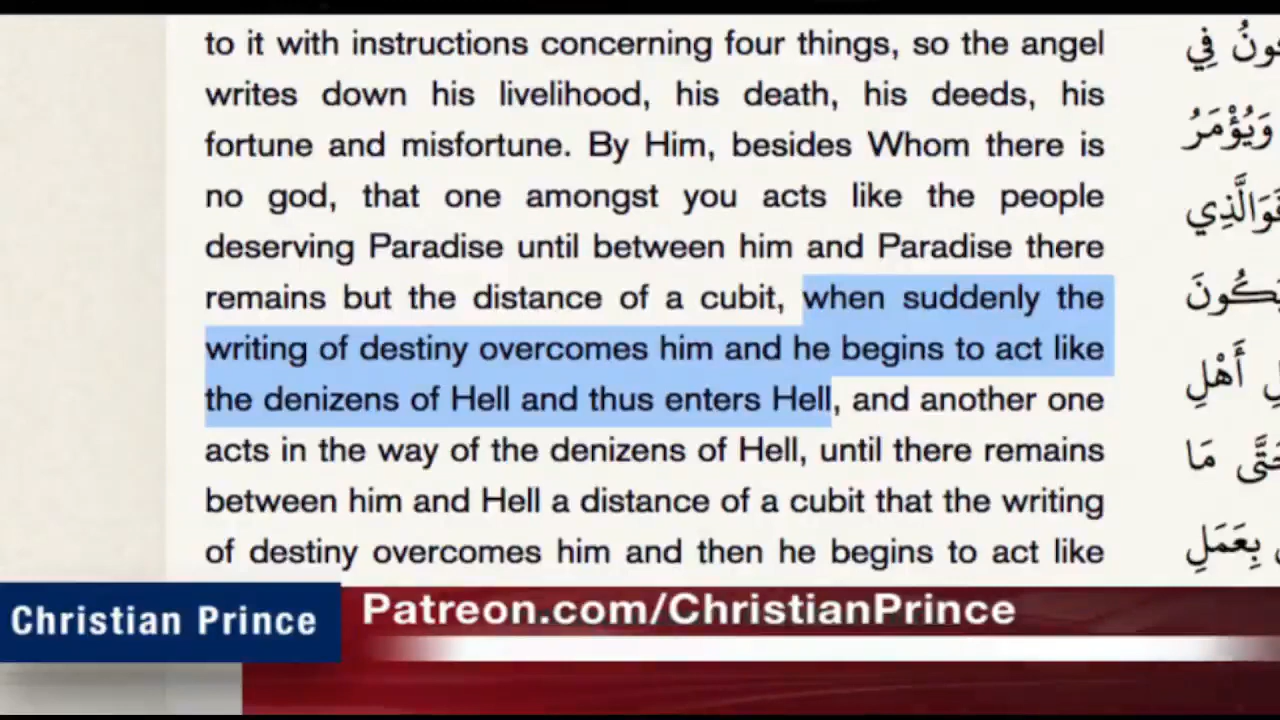 to it with instructions concerning four things, so the angel
writes down his livelihood, his death, his deeds, his
fortune and misfortune. By Him, besides Whom there is
no god, that one amongst you acts like the people
deserving Paradise until between him and Paradise there
remains but the distance of a cubit, when suddenly the
writing of destiny overcomes him and he begins to act like
the denizens of Hell and thus enters Hell, and another one
acts in the way of the denizens of Hell, until there remains
between him and Hell a distance of a cubit that the writing
of destiny overcomes him and then he begins to act like
فِي
وَيُؤْمَرُ
فَوَالَّذِي
يَكُونَ
أَهْلِ
حَتَّى مَا
بِعَمَلِ
Christian Prince
Patreon.com/ChristianPrince